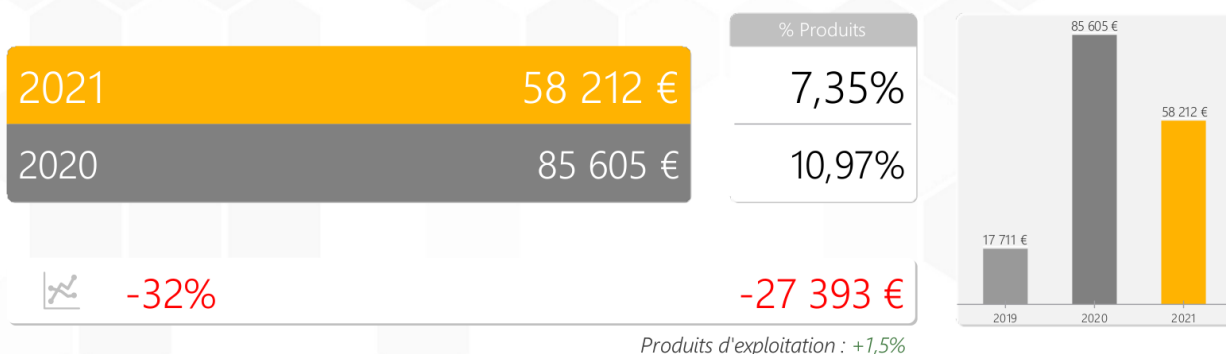 % Produits
2021 58 212 € 7,35%
2020 85 605 € 10,97%
-32% -27 393 €
Produits d'exploitation : +1,5%
85 605 €
58 212 €
17 711 €
2019 2020 2021